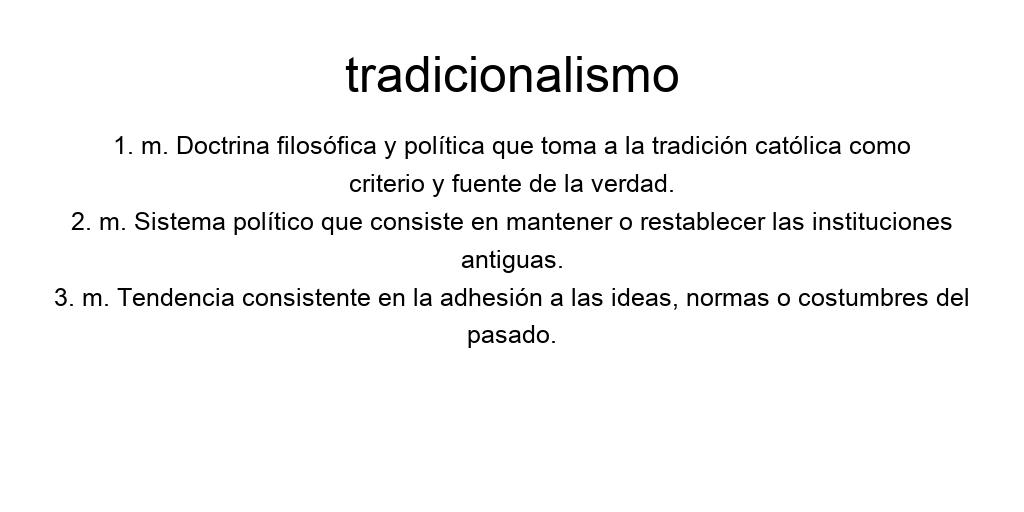 tradicionalismo
1. m. Doctrina filosófica y política que toma a la tradición católica como
criterio y fuente de la verdad.
2. m. Sistema político que consiste en mantener o restablecer las instituciones
antiguas.
3. m. Tendencia consistente en la adhesión a las ideas, normas o costumbres del
pasado.